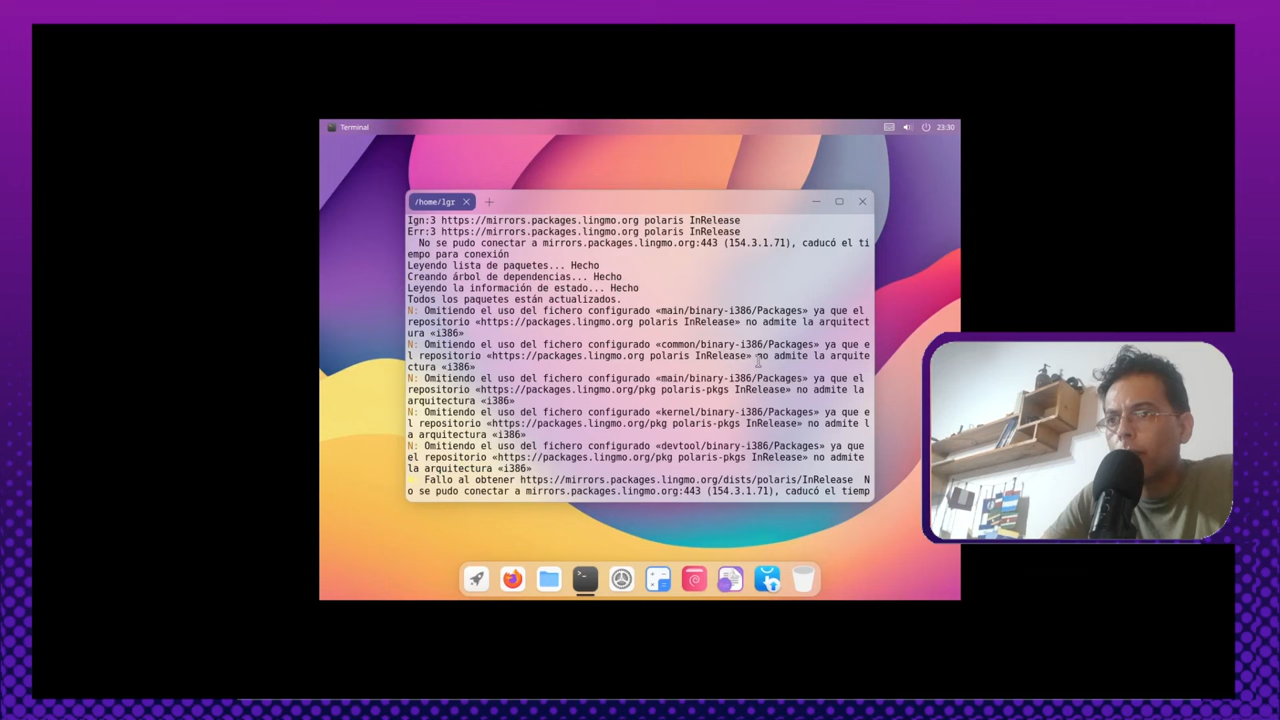 Terminal
23:30
/home/lgr
Ign:3 https://mirrors.packages.lingmo.org polaris InRelease
Err:3 https://mirrors.packages.lingmo.org polaris InRelease
No se pudo conectar a mirrors.packages.lingmo.org:443 (154.3.1.71), caducó el ti
empo para conexión
Leyendo lista de paquetes... Hecho
Creando árbol de dependencias... Hecho
Leyendo la información de estado... Hecho
Todos los paquetes están actualizados.
N: Omitiendo el uso del fichero configurado «main/binary-i386/Packages» ya que el
repositorio «https://packages.lingmo.org polaris InRelease» no admite la arquitect
ura «i386»
N: Omitiendo el uso del fichero configurado «common/binary-i386/Packages» ya que e
l repositorio «https://packages.lingmo.org polaris InRelease» no admite la arquite
ctura «i386»
N: Omitiendo el uso del fichero configurado «main/binary-i386/Packages» ya que el
repositorio «https://packages.lingmo.org/pkg polaris-pkgs InRelease» no admite la
arquitectura «i386»
N: Omitiendo el uso del fichero configurado «kernel/binary-i386/Packages» ya que e
l repositorio «https://packages.lingmo.org/pkg polaris-pkgs InRelease» no admite l
a arquitectura «i386»
N: Omitiendo el uso del fichero configurado «devtool/binary-i386/Packages» ya que
el repositorio «https://packages.lingmo.org/pkg polaris-pkgs InRelease» no admite
la arquitectura «i386»
Fallo al obtener https://mirrors.packages.lingmo.org/dists/polaris/InRelease N
o se pudo conectar a mirrors.packages.lingmo.org:443 (154.3.1.71), caducó el tiemp